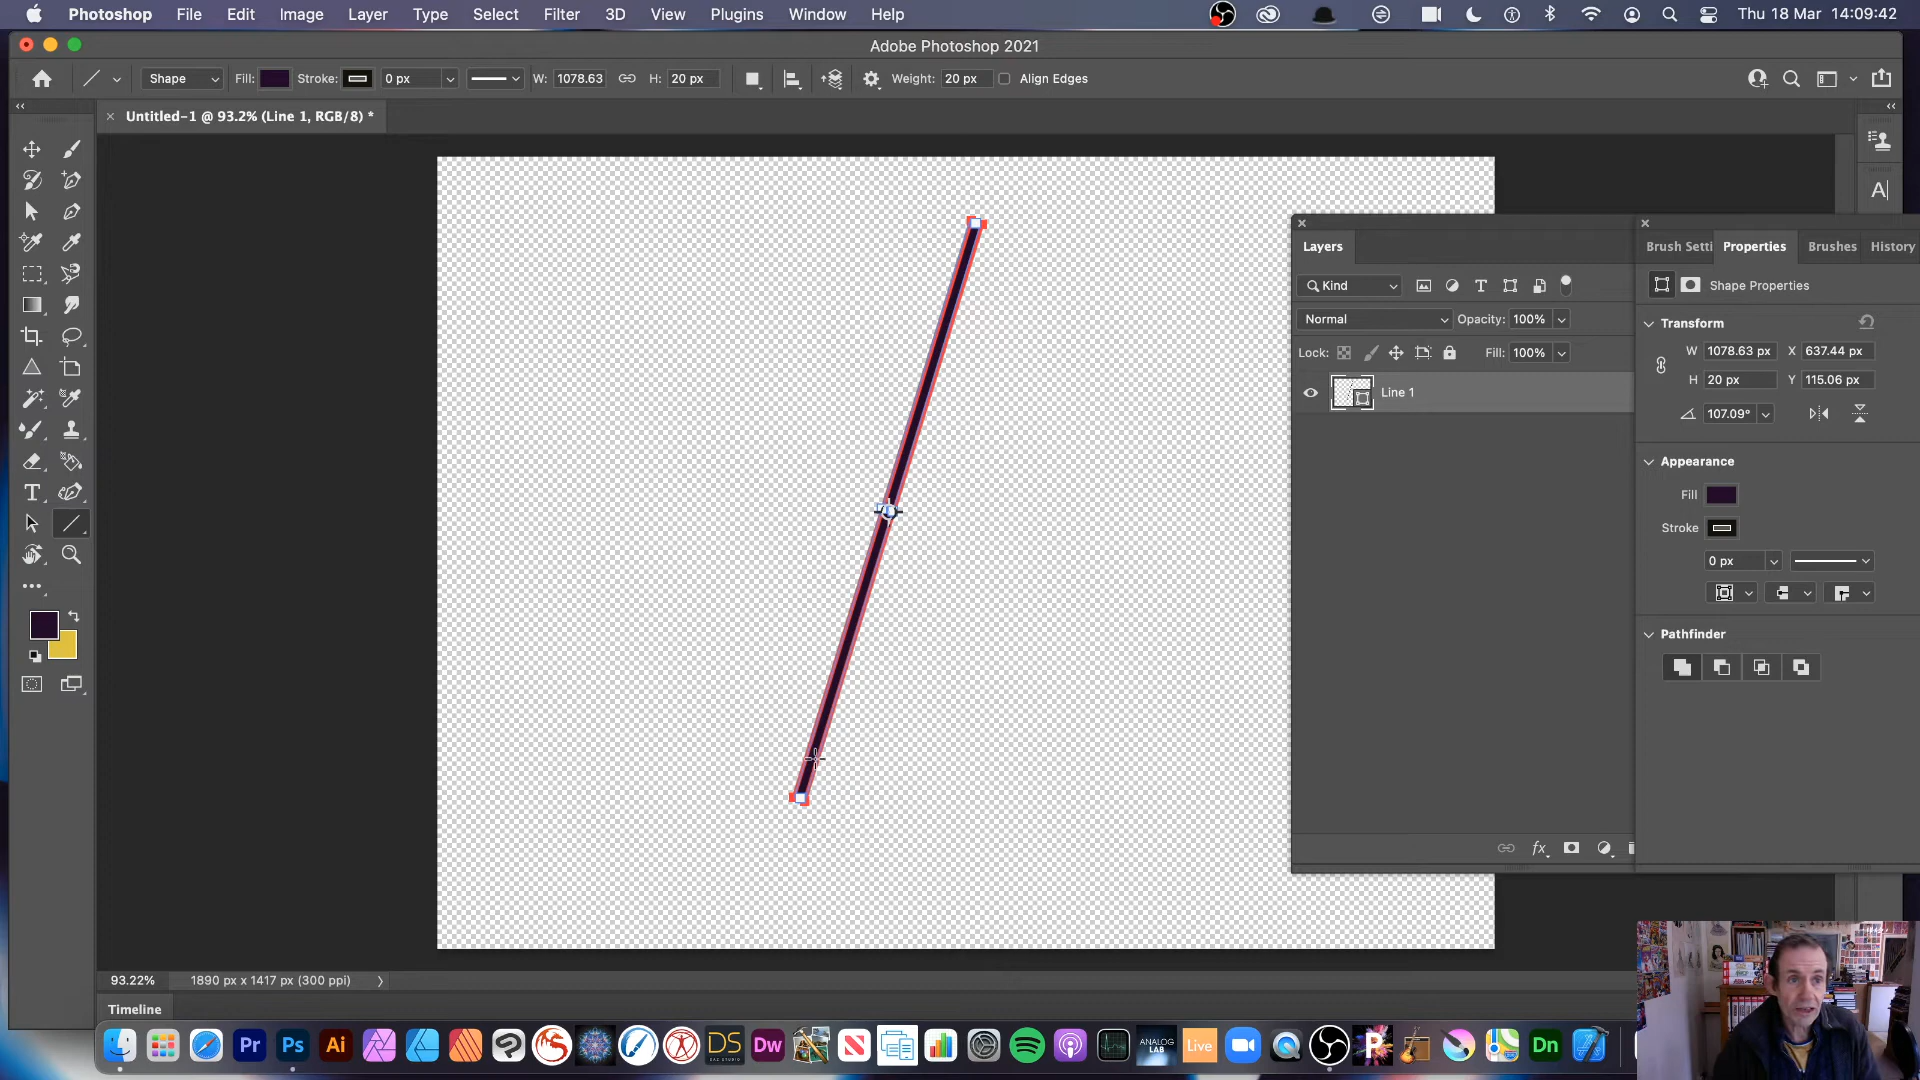 Photoshop File Edit Image Layer Type Select Filter 3D View Plugins Window Help Thu 18 Mar 14:09:42
Adobe Photoshop 2021
Shape Fill: Stroke: 0 px W: 1078.63 H: 20 px Weight: 20 px Align Edges
Untitled-1 @ 93.2% (Line 1, RGB/8) *
A|
Layers
Kind
Normal Opacity: 100%
Lock: Fill: 100%
Line 1
fx
Brush Setti Properties Brushes History
Shape Properties
Transform
W 1078.63 px X 637.44 px
H 20 px Y 115.06 px
107.09°
Appearance
Fill
Stroke
0 px
Pathfinder
T
93.22% 1890 px x 1417 px (300 ppi)
Timeline
Pr Ps Ai DS Dw ANALOG LAB Live P Dn